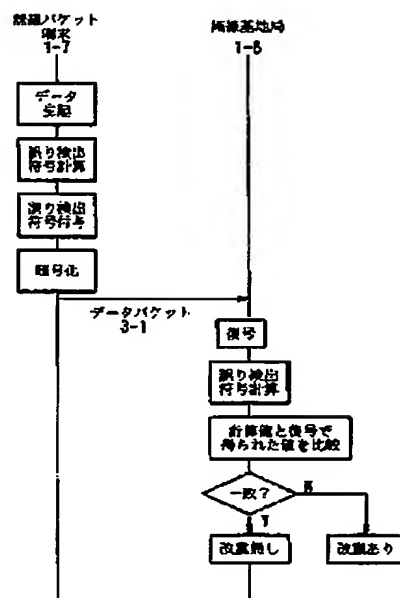 無線パケット
端末
1-7
無線基地局
1-8
データ
誤り検出
符号計算
誤り検出
符号付与
暗号化
データパケット
3-1
復号
誤り検出
符号計算
計算値と復号で
得られた値を比較
一致?
N
Y
改竄無し
改竄あり